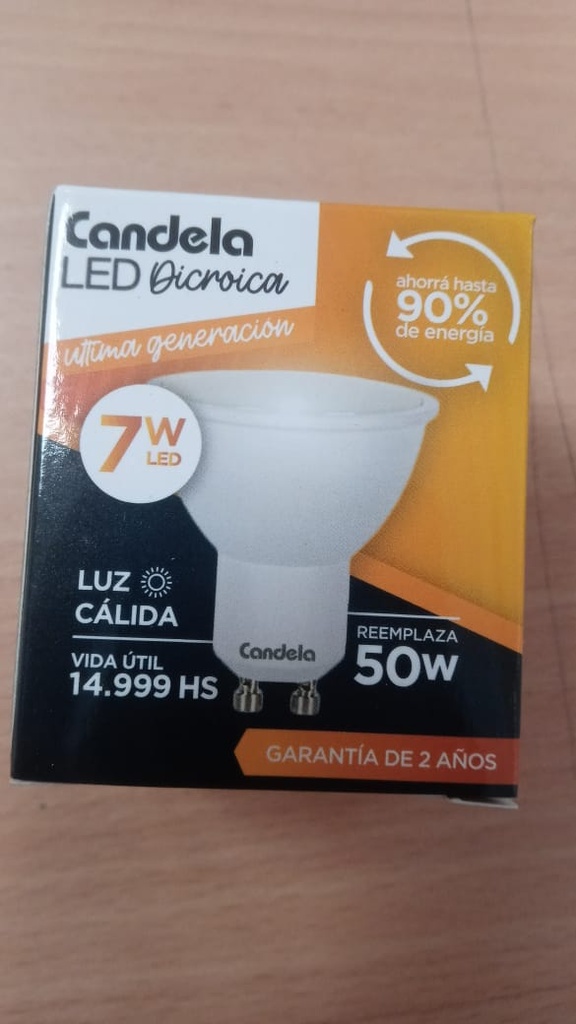 Candela
LED Dicroica
ultima generación
ahorrá hasta
90%
de energía
7W
LED
LUZ
CÁLIDA
VIDA ÚTIL
14.999 HS
Candela
REEMPLAZA
50W
GARANTÍA DE 2 AÑOS